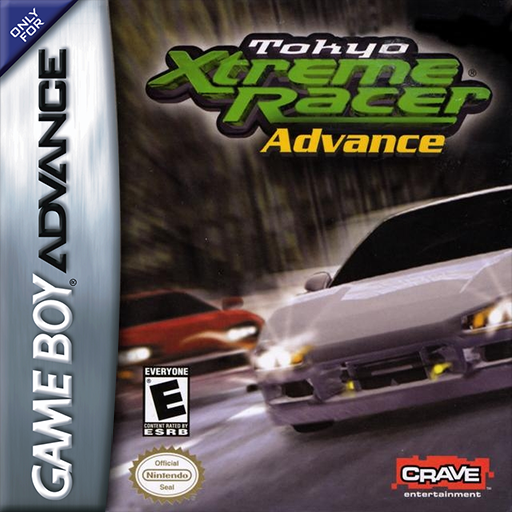 ONLY
FOR
GAME BOY ADVANCE
Tokyo
Xtreme
Racer
Advance
EVERYONE
E
CONTENT RATED BY
ESRB
Official
Nintendo
Seal
CRAVE
entertainment